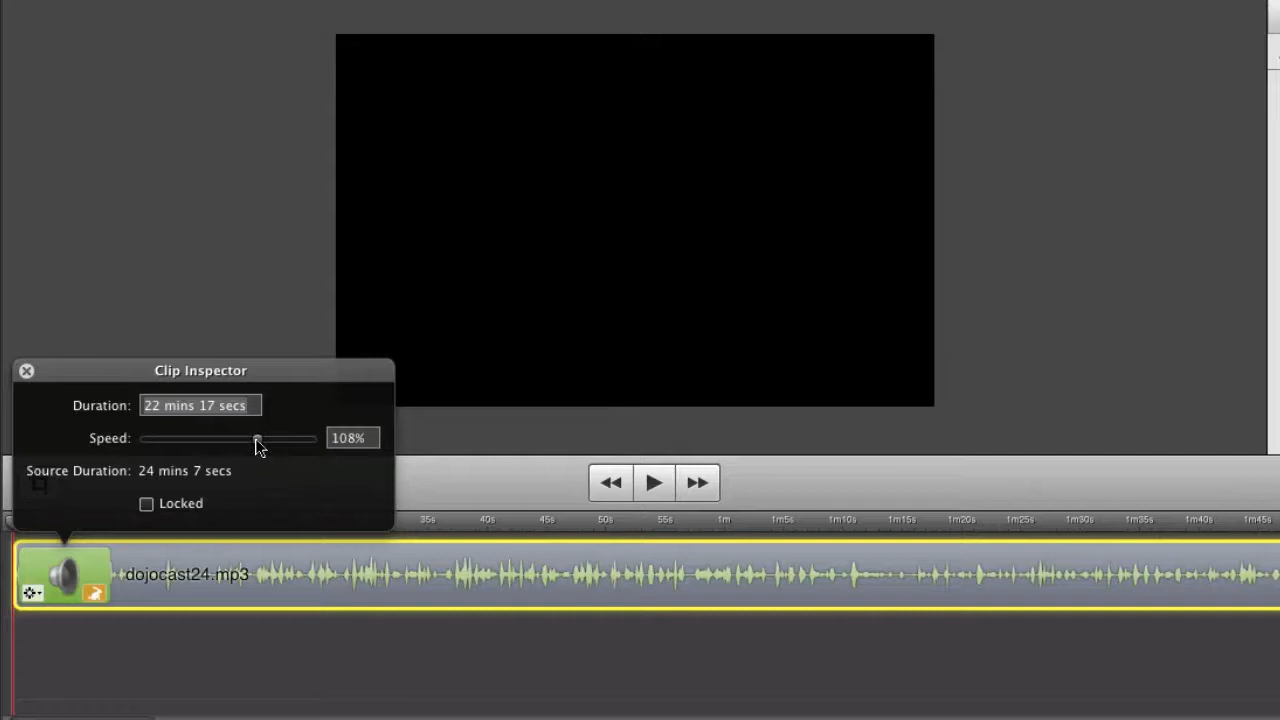 Clip Inspector
Duration: 22 mins 17 secs
Speed: 108%
Source Duration: 24 mins 7 secs
Locked
35s 40s 45s 50s 55s 1m 1m5s 1m10s 1m15s 1m20s 1m25s 1m30s 1m35s 1m40s 1m45s
dojocast24.mp3